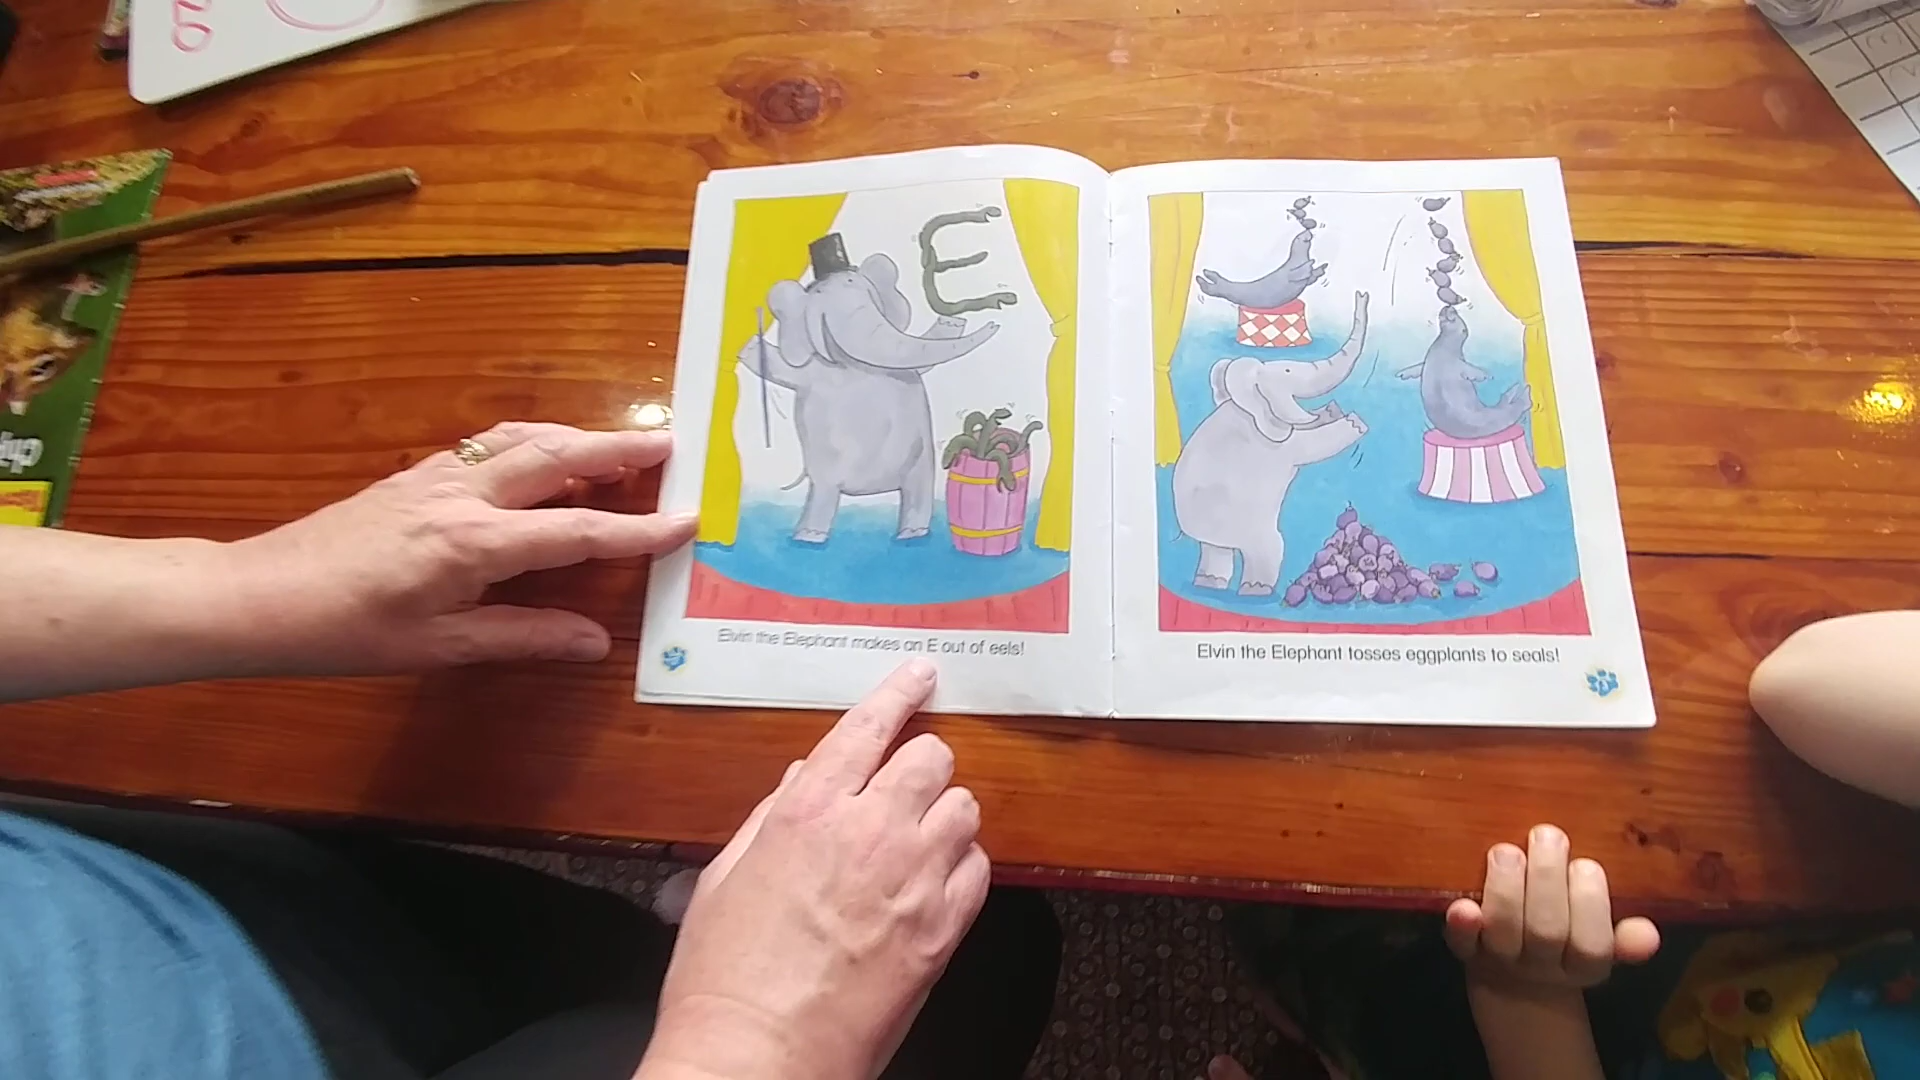 E
Elvin the Elephant makes an E out of eels!
Elvin the Elephant tosses eggplants to seals!